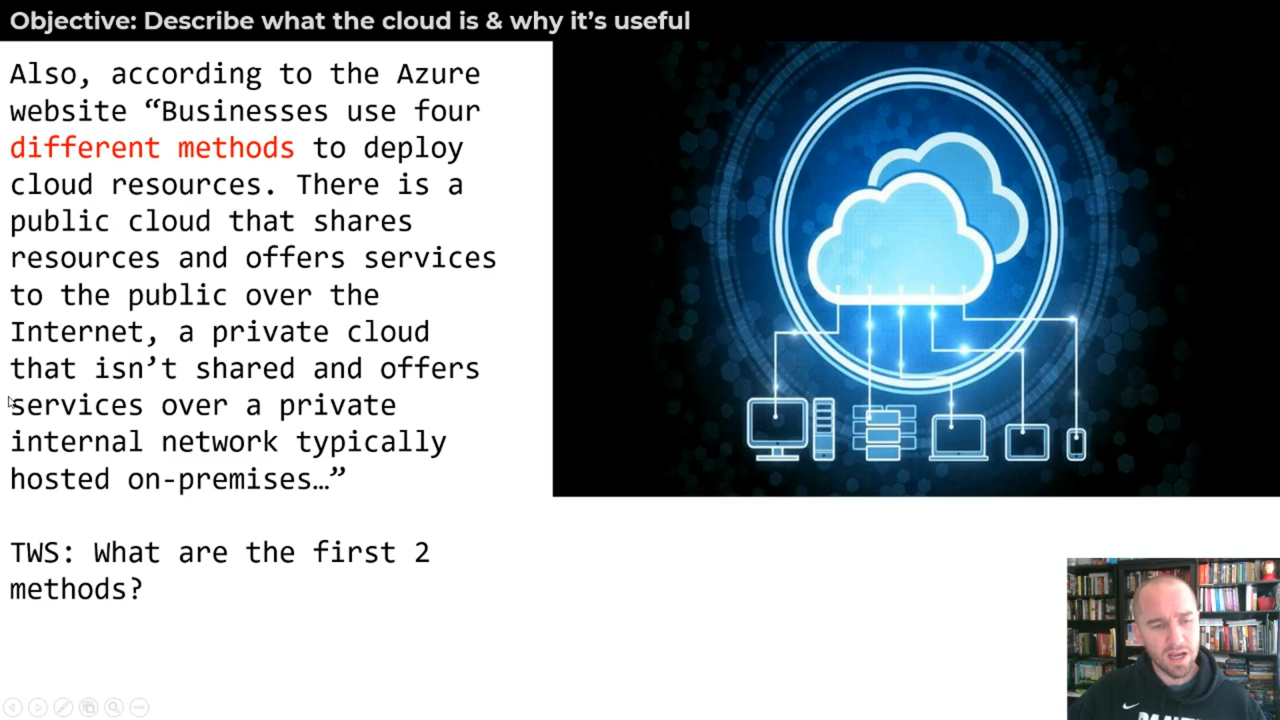 Objective: Describe what the cloud is & why it’s useful
Also, according to the Azure
website “Businesses use four
different methods to deploy
cloud resources. There is a
public cloud that shares
resources and offers services
to the public over the
Internet, a private cloud
that isn’t shared and offers
services over a private
internal network typically
hosted on-premises…”
TWS: What are the first 2
methods?